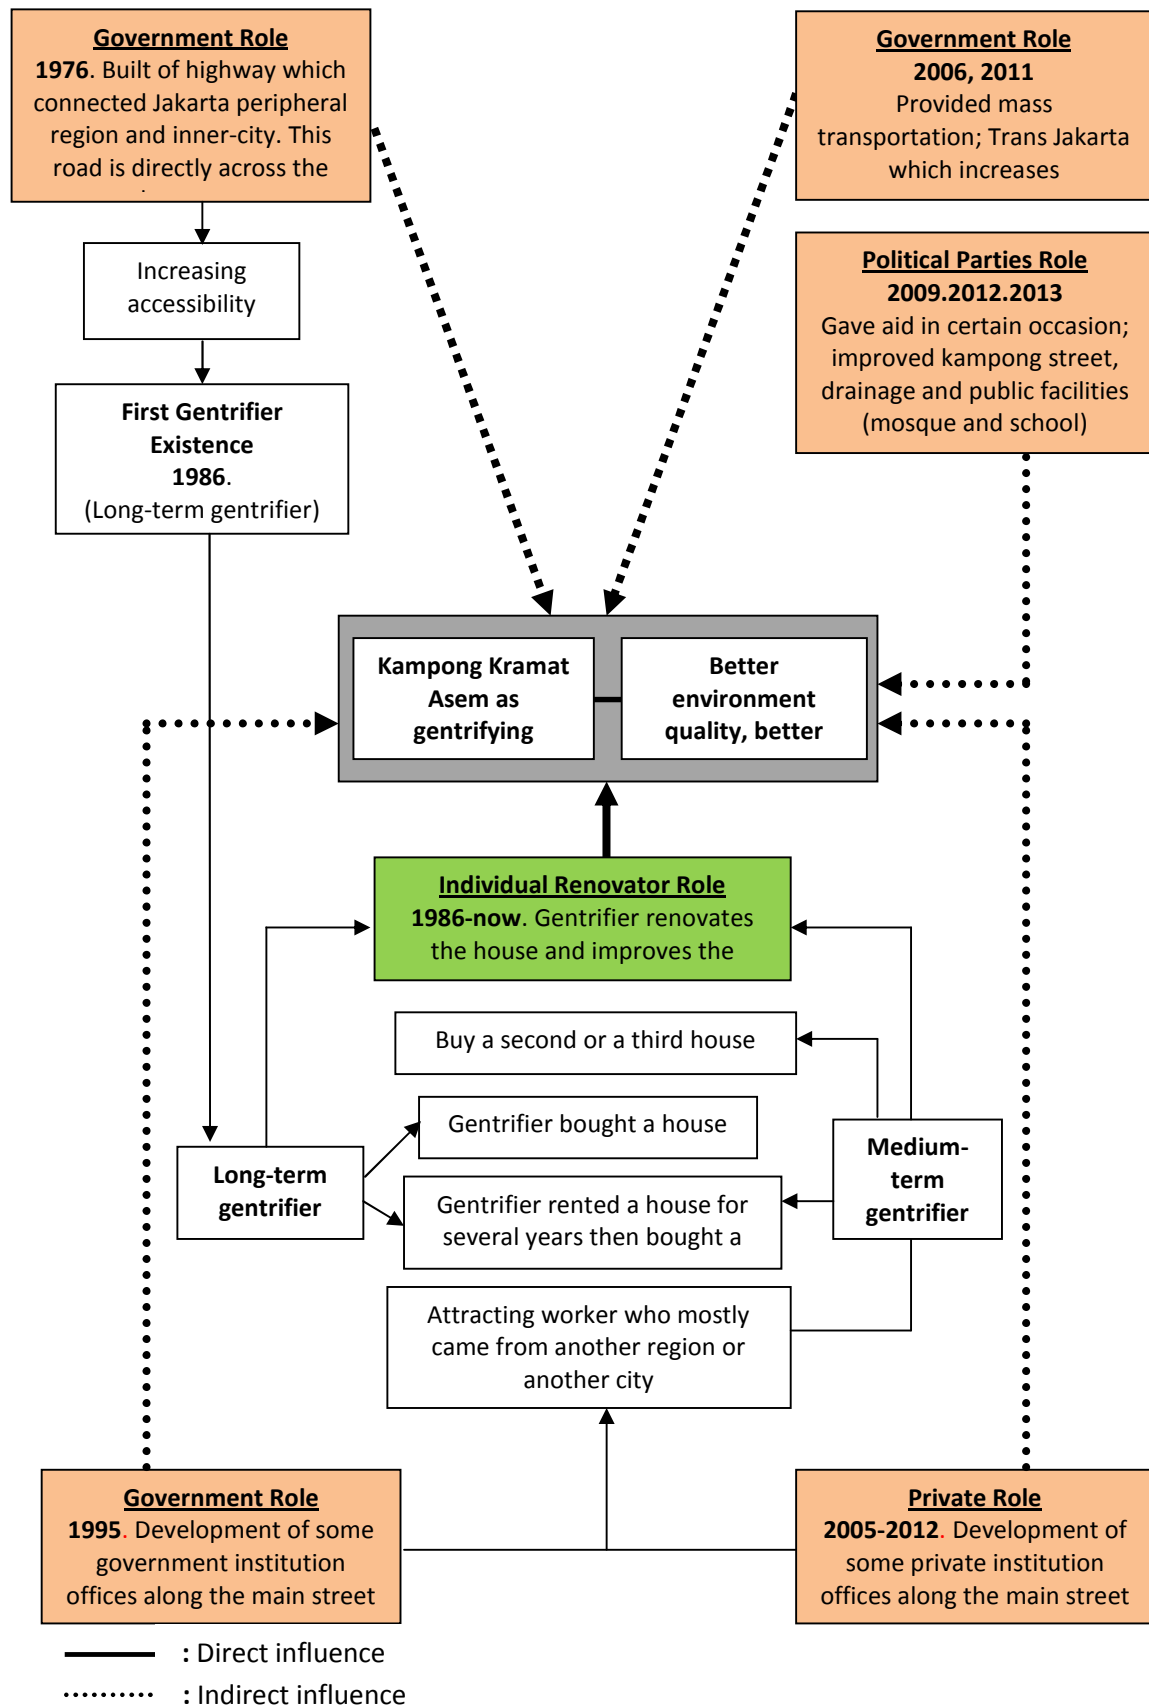 Government Role
1976. Built of highway which
connected Jakarta peripheral
region and inner-city. This
road is directly across the
Government Role
2006, 2011
Provided mass
transportation; Trans Jakarta
which increases
Increasing
accessibility
Political Parties Role
2009.2012.2013
Gave aid in certain occasion;
improved kampong street,
drainage and public facilities
(mosque and school)
First Gentrifier
Existence
1986.
(Long-term gentrifier)
Kampong Kramat
Asem as
gentrifying
Better
environment
quality, better
Individual Renovator Role
1986-now. Gentrifier renovates
the house and improves the
Buy a second or a third house
Gentrifier bought a house
Long-term
gentrifier
Gentrifier rented a house for
several years then bought a
Medium-
term
gentrifier
Attracting worker who mostly
came from another region or
another city
Government Role
1995. Development of some
government institution
offices along the main street
Private Role
2005-2012. Development of
some private institution
offices along the main street
: Direct influence
: Indirect influence